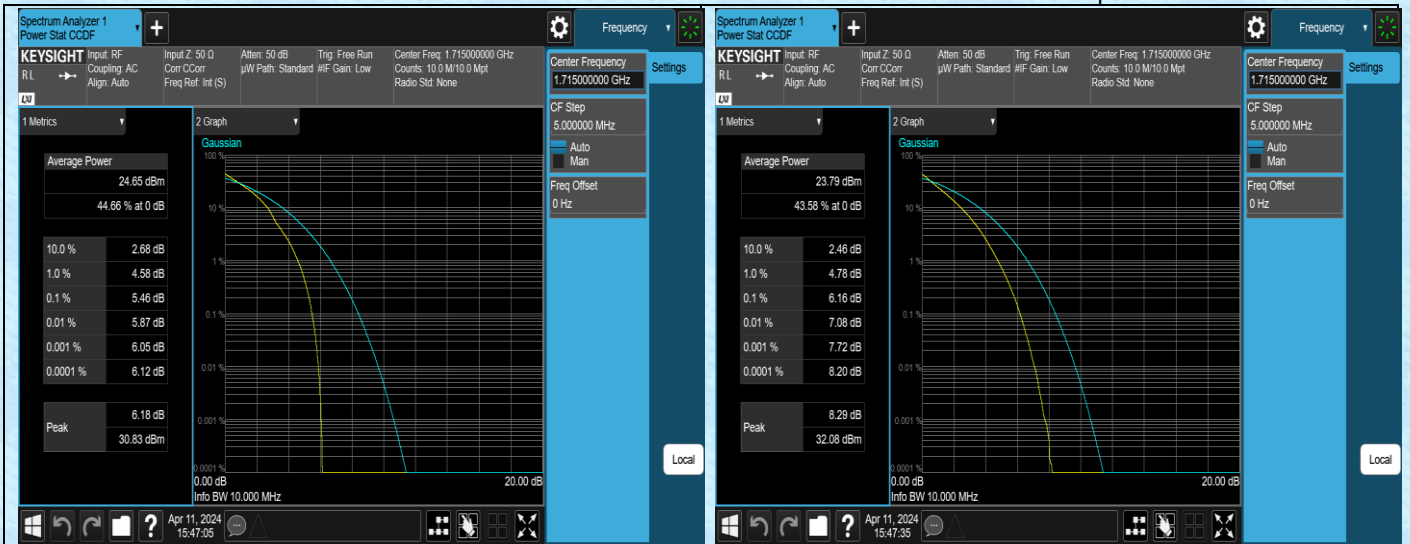 Spectrum Analyzer 1
Power Stat CCDF
+
Frequency
KEYSIGHT
Input: RF
Input Z: 50 Ω
Atten: 50 dB
Trig: Free Run
Center Freq: 1.715000000 GHz
RL
Coupling: AC
Corr CCorr
µW Path: Standard
#IF Gain: Low
Counts: 10.0 M/10.0 Mpt
Align: Auto
Freq Ref: Int (S)
Radio Std: None
LXI
Center Frequency
1.715000000 GHz
Settings
CF Step
5.000000 MHz
Auto
Man
Freq Offset
0 Hz
1 Metrics
2 Graph
Gaussian
Average Power
24.65 dBm
44.66 % at 0 dB
10.0 % 2.68 dB
1.0 % 4.58 dB
0.1 % 5.46 dB
0.01 % 5.87 dB
0.001 % 6.05 dB
0.0001 % 6.12 dB
Peak
6.18 dB
30.83 dBm
100 %
10 %
1 %
0.1 %
0.01 %
0.001 %
0.0001 %
0.00 dB
20.00 dB
Info BW 10.000 MHz
Local
?
Apr 11, 2024
15:47:05
Spectrum Analyzer 1
Power Stat CCDF
+
Frequency
KEYSIGHT
Input: RF
Input Z: 50 Ω
Atten: 50 dB
Trig: Free Run
Center Freq: 1.715000000 GHz
RL
Coupling: AC
Corr CCorr
µW Path: Standard
#IF Gain: Low
Counts: 10.0 M/10.0 Mpt
Align: Auto
Freq Ref: Int (S)
Radio Std: None
LXI
Center Frequency
1.715000000 GHz
Settings
CF Step
5.000000 MHz
Auto
Man
Freq Offset
0 Hz
1 Metrics
2 Graph
Gaussian
Average Power
23.79 dBm
43.58 % at 0 dB
10.0 % 2.46 dB
1.0 % 4.78 dB
0.1 % 6.16 dB
0.01 % 7.08 dB
0.001 % 7.72 dB
0.0001 % 8.20 dB
Peak
8.29 dB
32.08 dBm
100 %
10 %
1 %
0.1 %
0.01 %
0.001 %
0.0001 %
0.00 dB
20.00 dB
Info BW 10.000 MHz
Local
?
Apr 11, 2024
15:47:35